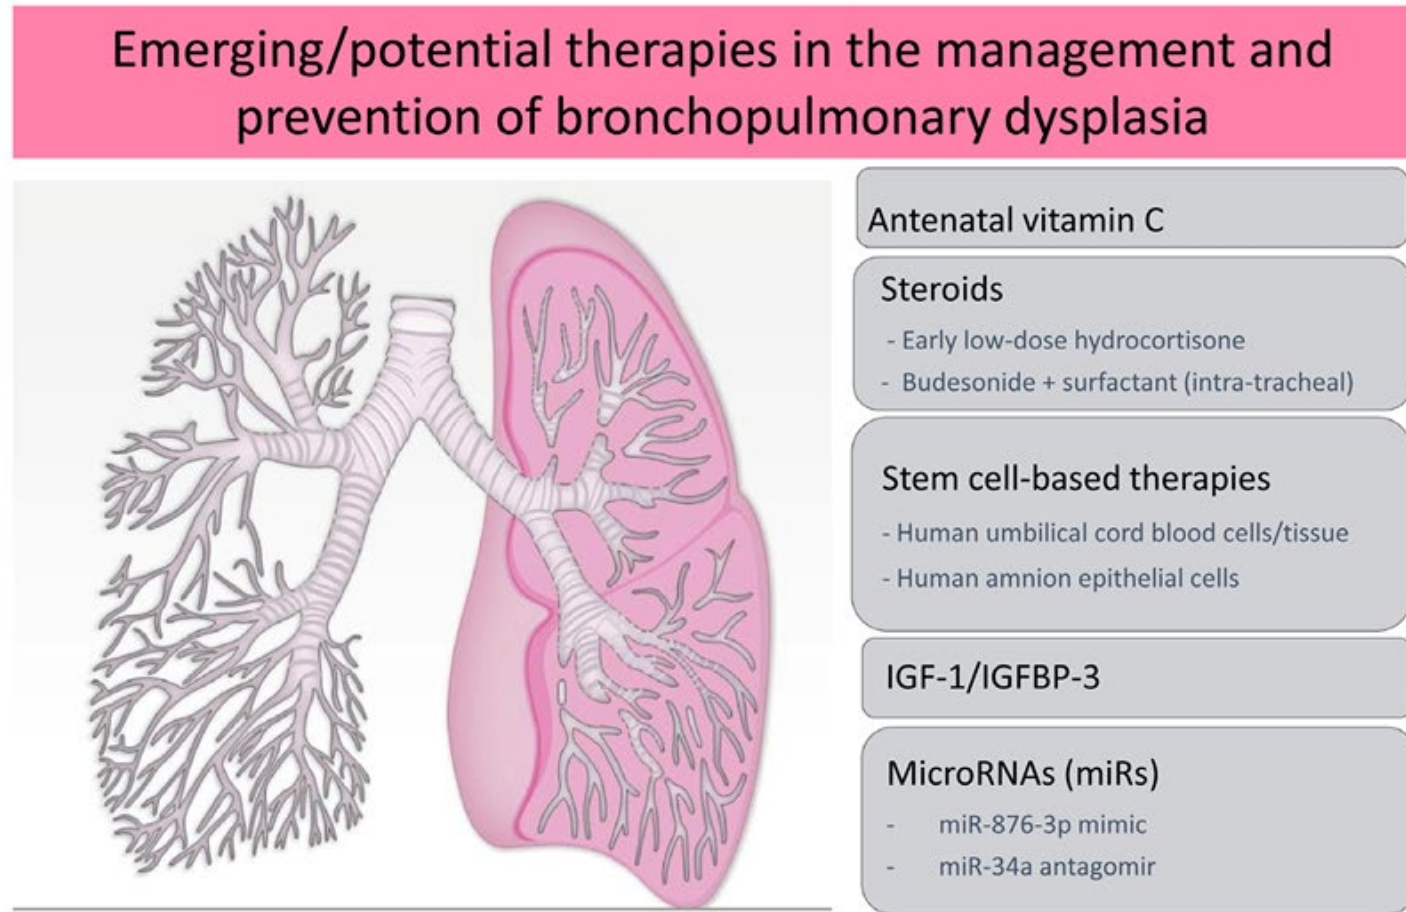 Emerging/potential therapies in the management and
prevention of bronchopulmonary dysplasia
Antenatal vitamin C
Steroids
- Early low-dose hydrocortisone
- Budesonide + surfactant (intra-tracheal)
Stem cell-based therapies
- Human umbilical cord blood cells/tissue
- Human amnion epithelial cells
IGF-1/IGFBP-3
MicroRNAs (miRs)
- miR-876-3p mimic
- miR-34a antagomir